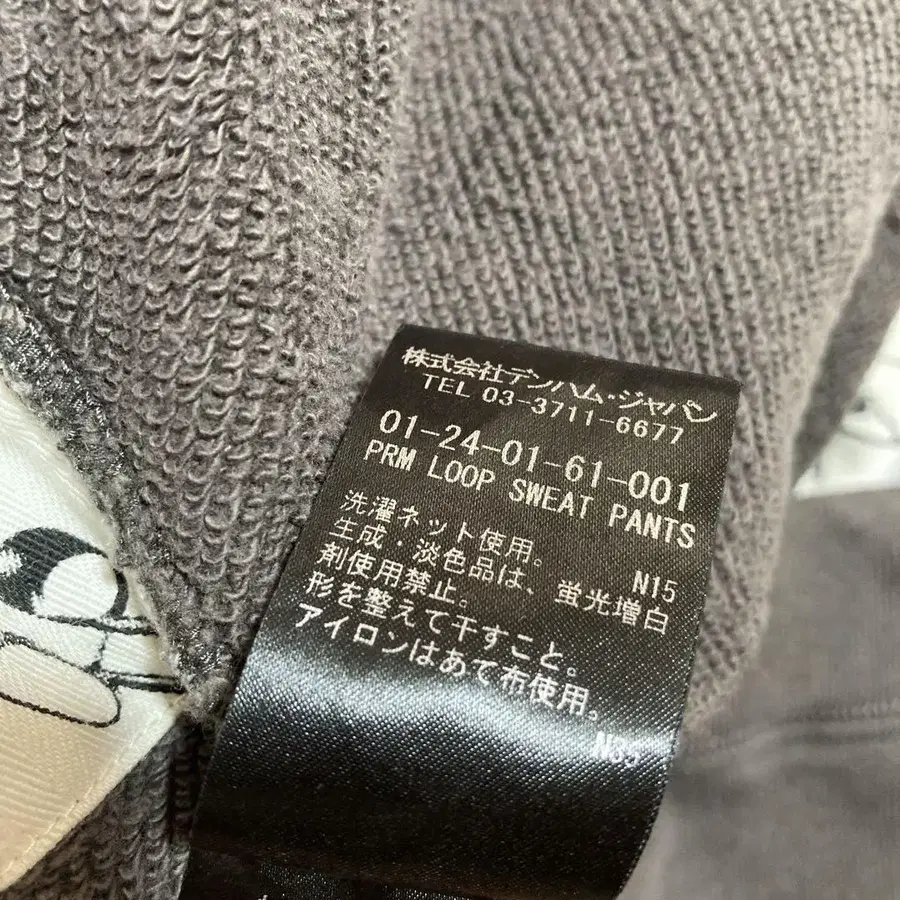 株式会社デンハム・ジャパン
TEL 03-3711-6677
01-24-01-61-001
PRM LOOP SWEAT PANTS
洗濯ネット使用。
N15
生成・淡色品は、蛍光増白
剤使用禁止。
形を整えて干すこと。
アイロンはあて布使用。